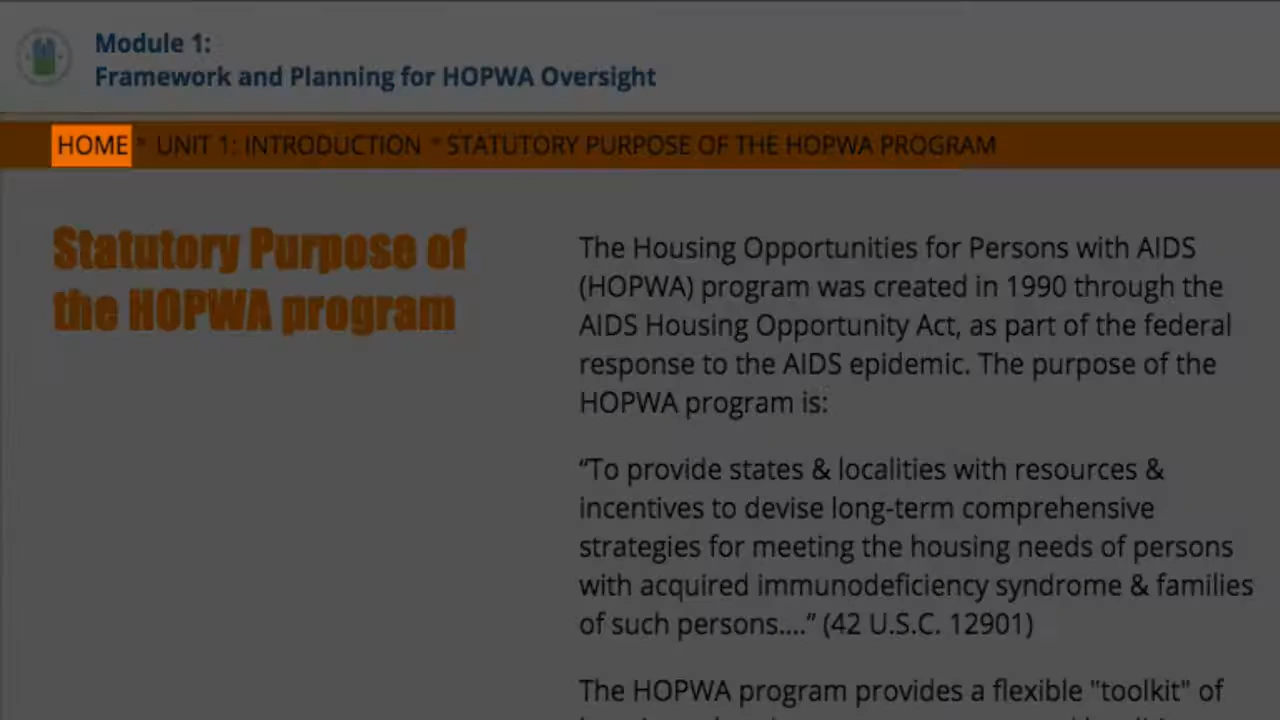 Module 1:
Framework and Planning for HOPWA Oversight
HOME " UNIT 1: INTRODUCTION " STATUTORY PURPOSE OF THE HOPWA PROGRAM
Statutory Purpose of
the HOPWA program
The Housing Opportunities for Persons with AIDS
(HOPWA) program was created in 1990 through the
AIDS Housing Opportunity Act, as part of the federal
response to the AIDS epidemic. The purpose of the
HOPWA program is:
“To provide states & localities with resources &
incentives to devise long-term comprehensive
strategies for meeting the housing needs of persons
with acquired immunodeficiency syndrome & families
of such persons....” (42 U.S.C. 12901)
The HOPWA program provides a flexible "toolkit" of